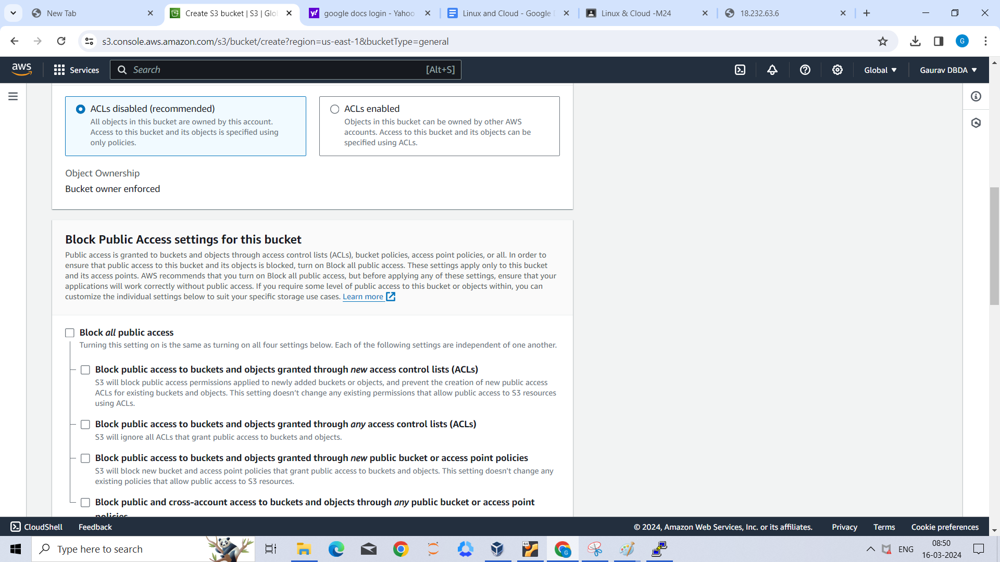 New Tab
Create S3 bucket | S3 | Glo
google docs login - Yahoo
Linux and Cloud - Google
Linux & Cloud -M24
18.232.63.6
s3.console.aws.amazon.com/s3/bucket/create?region=us-east-1&bucketType=general
G
aws
Services
Search
[Alt+S]
Global
Gaurav DBDA
ACLs disabled (recommended)
All objects in this bucket are owned by this account.
Access to this bucket and its objects is specified using
only policies.
ACLs enabled
Objects in this bucket can be owned by other AWS
accounts. Access to this bucket and its objects can be
specified using ACLs.
Object Ownership
Bucket owner enforced
Block Public Access settings for this bucket
Public access is granted to buckets and objects through access control lists (ACLs), bucket policies, access point policies, or all. In order to
ensure that public access to this bucket and its objects is blocked, turn on Block all public access. These settings apply only to this bucket
and its access points. AWS recommends that you turn on Block all public access, but before applying any of these settings, ensure that your
applications will work correctly without public access. If you require some level of public access to this bucket or objects within, you can
customize the individual settings below to suit your specific storage use cases. Learn more
Block all public access
Turning this setting on is the same as turning on all four settings below. Each of the following settings are independent of one another.
Block public access to buckets and objects granted through new access control lists (ACLs)
S3 will block public access permissions applied to newly added buckets or objects, and prevent the creation of new public access
ACLs for existing buckets and objects. This setting doesn't change any existing permissions that allow public access to S3 resources
using ACLs.
Block public access to buckets and objects granted through any access control lists (ACLs)
S3 will ignore all ACLs that grant public access to buckets and objects.
Block public access to buckets and objects granted through new public bucket or access point policies
S3 will block new bucket and access point policies that grant public access to buckets and objects. This setting doesn't change any
existing policies that allow public access to S3 resources.
Block public and cross-account access to buckets and objects through any public bucket or access point
policies
CloudShell
Feedback
© 2024, Amazon Web Services, Inc. or its affiliates.
Privacy
Terms
Cookie preferences
Type here to search
64
G
ENG
08:50
16-03-2024